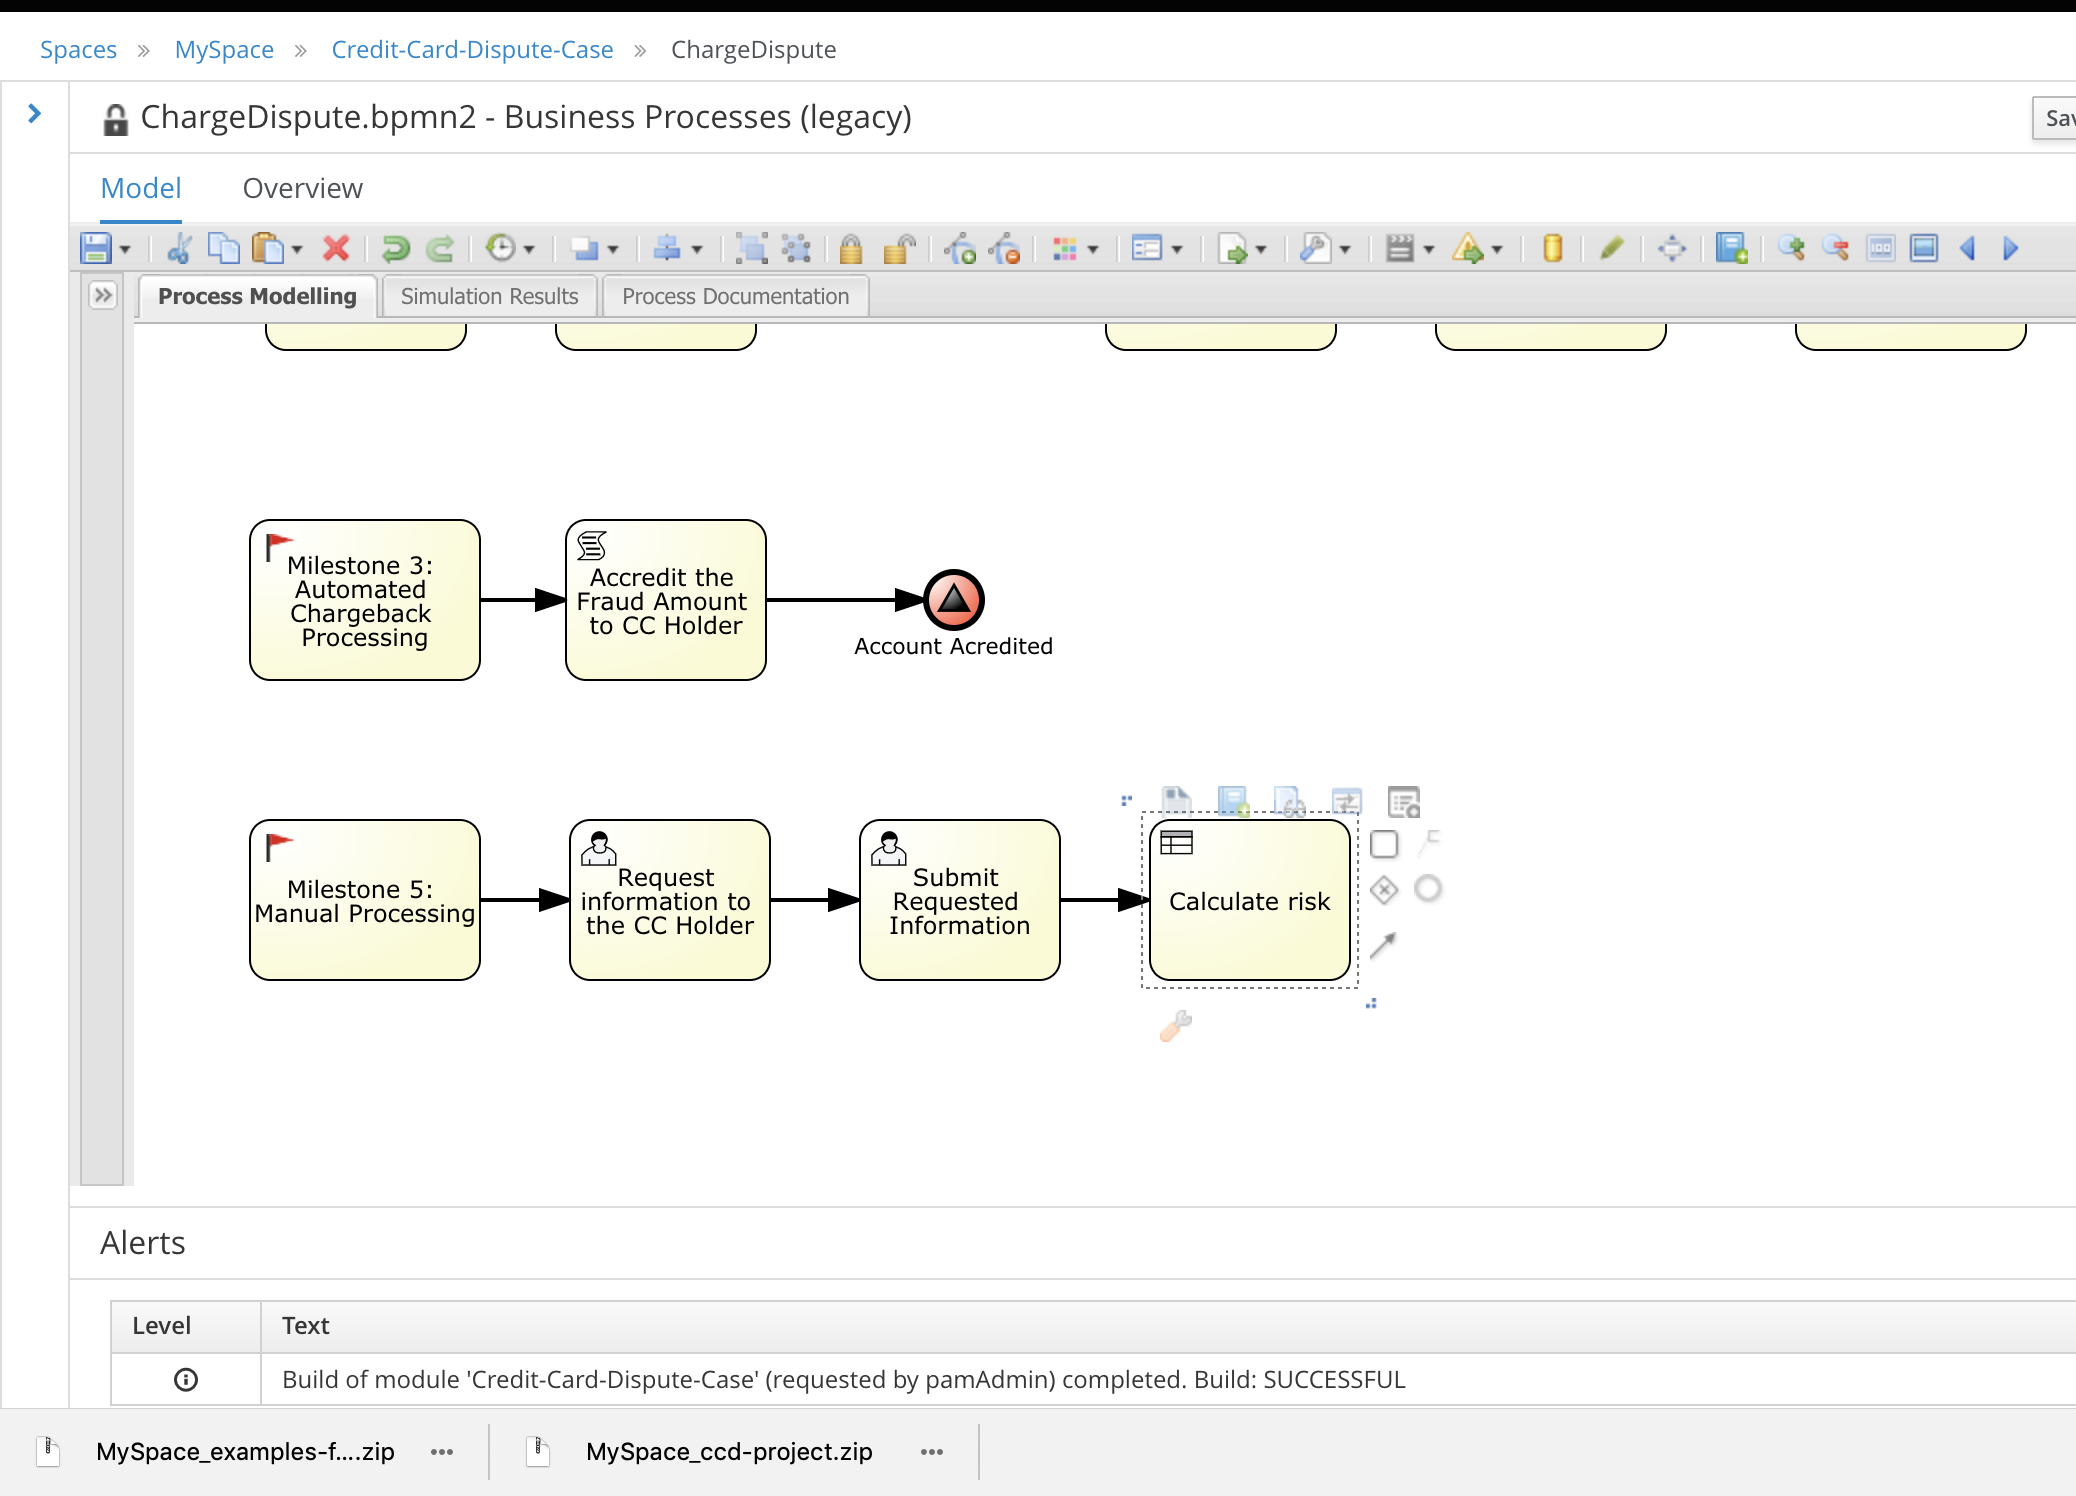 Spaces » MySpace » Credit-Card-Dispute-Case » ChargeDispute
ChargeDispute.bpmn2 - Business Processes (legacy)
Sav
Model Overview
Process Modelling Simulation Results Process Documentation
Milestone 3:
Automated
Chargeback
Processing
Accredit the
Fraud Amount
to CC Holder
Account Acredited
Milestone 5:
Manual Processing
Request
information to
the CC Holder
Submit
Requested
Information
Calculate risk
Alerts
Level Text
Build of module 'Credit-Card-Dispute-Case' (requested by pamAdmin) completed. Build: SUCCESSFUL
MySpace_examples-f....zip MySpace_ccd-project.zip